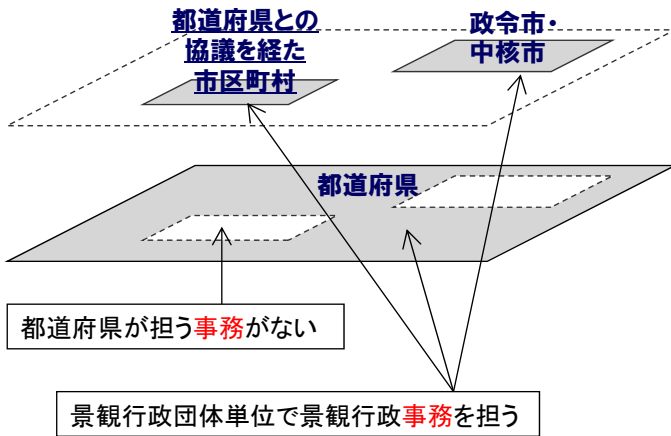 都道府県との
協議を経た
市区町村
政令市・
中核市
都道府県
都道府県が担う事務がない
景観行政団体単位で景観行政事務を担う